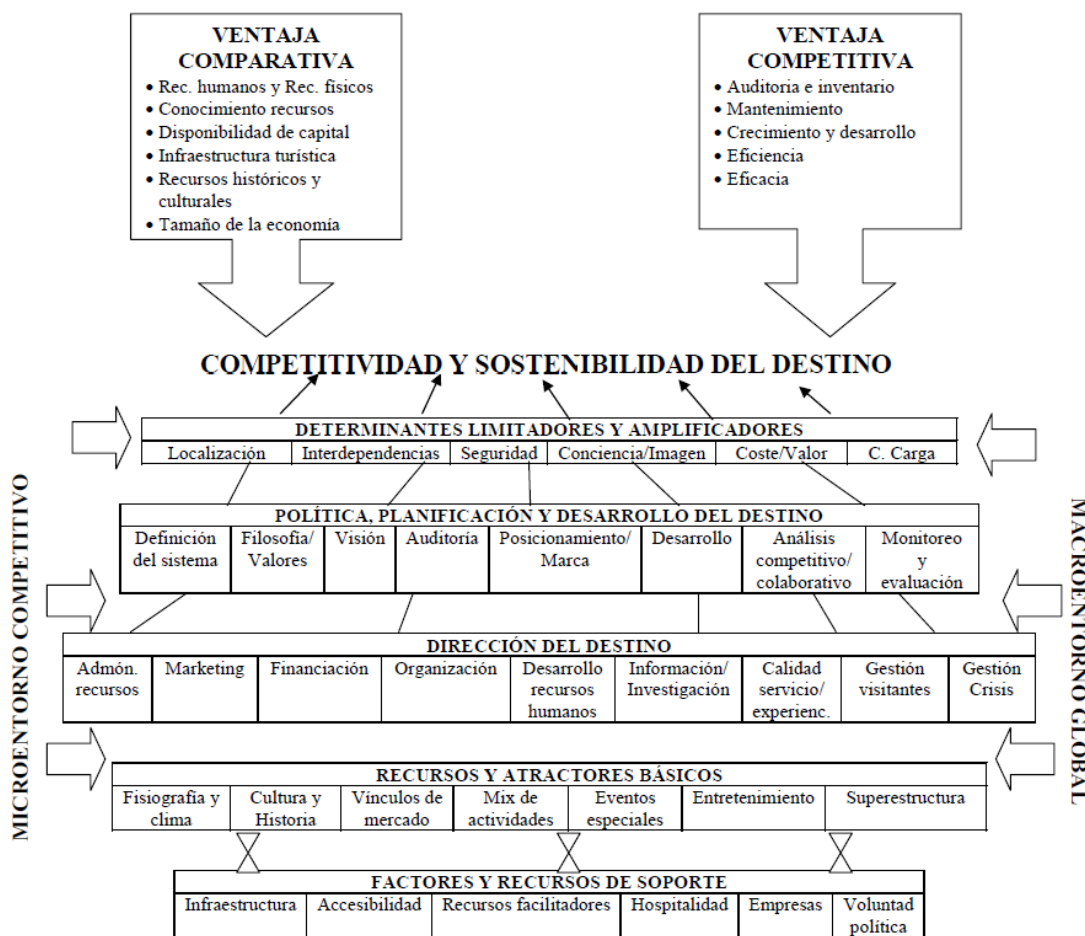 VENTAJA
COMPARATIVA
• Rec. humanos y Rec. físicos
• Conocimiento recursos
• Disponibilidad de capital
• Infraestructura turística
• Recursos históricos y
culturales
• Tamaño de la economía
VENTAJA
COMPETITIVA
• Auditoria e inventario
• Mantenimiento
• Crecimiento y desarrollo
• Eficiencia
• Eficacia
COMPETITIVIDAD Y SOSTENIBILIDAD DEL DESTINO
DETERMINANTES LIMITADORES Y AMPLIFICADORES
Localización
Interdependencias
Seguridad
Conciencia/Imagen
Coste/Valor
C. Carga
MICROENTORNO COMPETITIVO
MACROENTORNO GLOBAL
POLÍTICA, PLANIFICACIÓN Y DESARROLLO DEL DESTINO
Definición
del sistema
Filosofía/
Valores
Visión
Auditoría
Posicionamiento/
Marca
Desarrollo
Análisis
competitivo/
colaborativo
Monitoreo
y
evaluación
DIRECCIÓN DEL DESTINO
Admón.
recursos
Marketing
Financiación
Organización
Desarrollo
recursos
humanos
Información/
Investigación
Calidad
servicio/
experienc.
Gestión
visitantes
Gestión
Crisis
RECURSOS Y ATRACTORES BÁSICOS
Fisiografía y
clima
Cultura y
Historia
Vínculos de
mercado
Mix de
actividades
Eventos
especiales
Entretenimiento
Superestructura
FACTORES Y RECURSOS DE SOPORTE
Infraestructura
Accesibilidad
Recursos facilitadores
Hospitalidad
Empresas
Voluntad
política